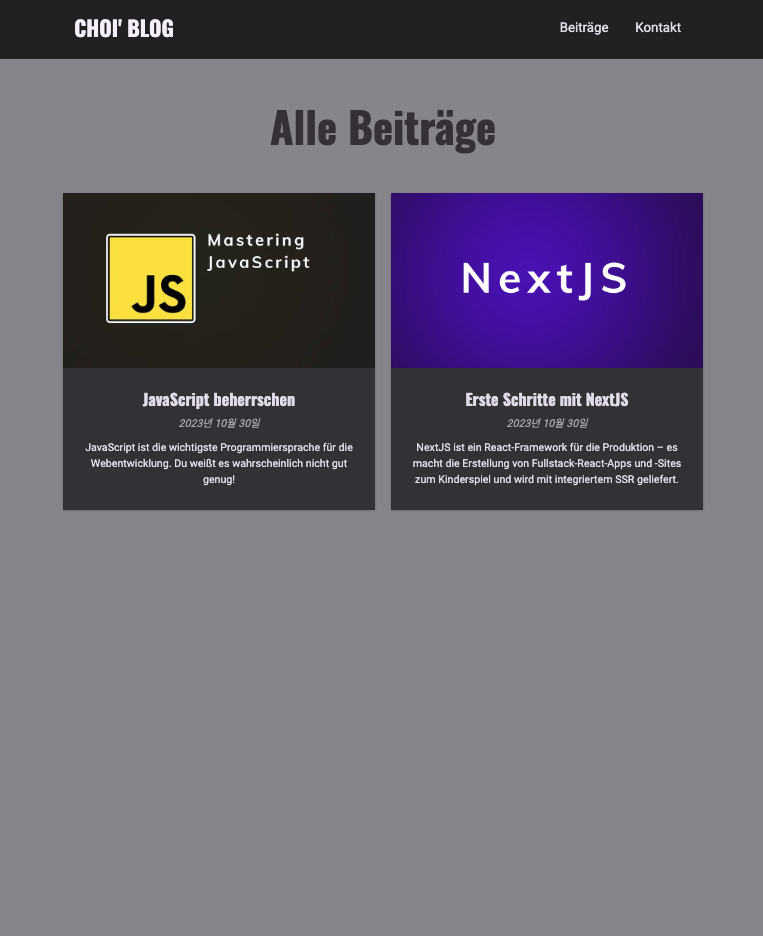 CHOI' BLOG
Beiträge
Kontakt
Alle Beiträge
Mastering
JavaScript
JS
JavaScript beherrschen
2023년 10월 30일
JavaScript ist die wichtigste Programmiersprache für die
Webentwicklung. Du weißt es wahrscheinlich nicht gut
genug!
NextJS
Erste Schritte mit NextJS
2023년 10월 30일
NextJS ist ein React-Framework für die Produktion – es
macht die Erstellung von Fullstack-React-Apps und -Sites
zum Kinderspiel und wird mit integriertem SSR geliefert.